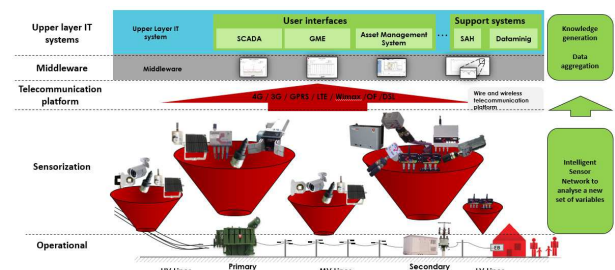 Upper layer IT
systems
Upper Layer IT
system
User interfaces
SCADA
GME
Asset Management
System
...
Support systems
SAH
Dataminig
Knowledge
generation
Data
aggregation
Middleware
Middleware
Telecommunication
platform
4G / 3G / GPRS / LTE / Wimax /OF /DSL
Wire and wireless
telecommunication
platform
Sensorization
Intelligent
Sensor
Network to
analyse a new
set of variables
Operational
Primary
Secondary